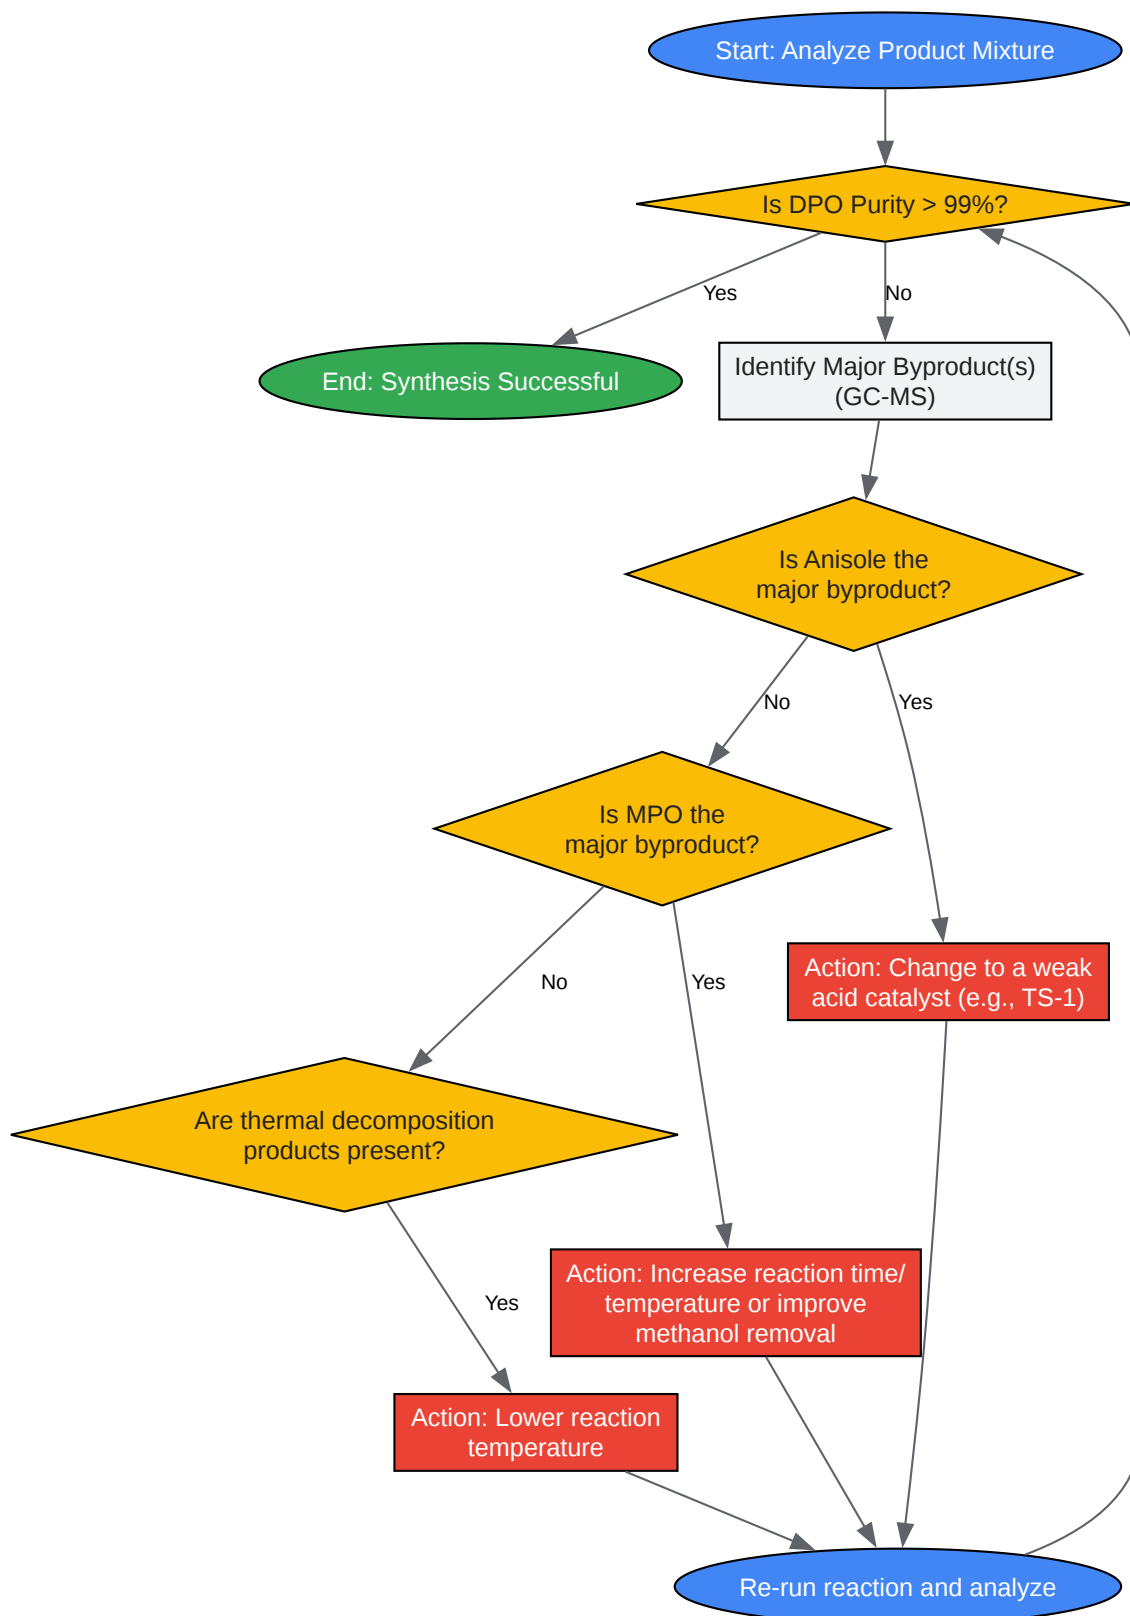 Start: Analyze Product Mixture
Is DPO Purity > 99%?
Yes
No
End: Synthesis Successful
Identify Major Byproduct(s)
(GC-MS)
Is Anisole the
major byproduct?
No
Yes
Is MPO the
major byproduct?
No
Yes
Action: Change to a weak
acid catalyst (e.g., TS-1)
Are thermal decomposition
products present?
Yes
Action: Increase reaction time/
temperature or improve
methanol removal
Action: Lower reaction
temperature
Re-run reaction and analyze